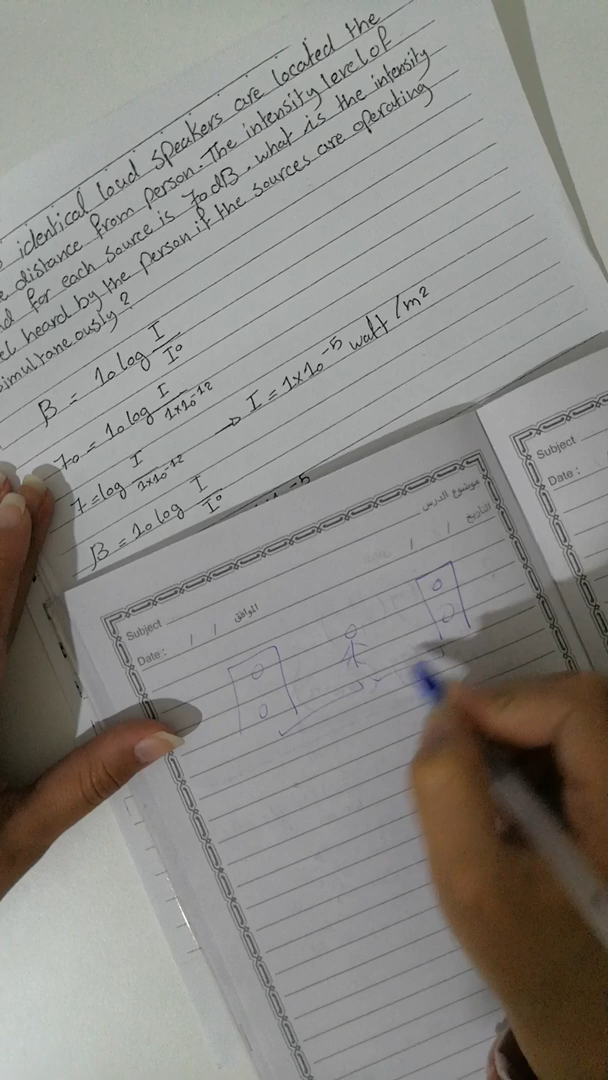 identical loud speakers are located the
distance from person. The intensity level of
for each source is 70 dB. what is the intensity
heard by the person if the sources are operating
simultaneously?
β = 10 log I/I°
70 = 10 log I/1×10⁻¹² → I = 1×10⁻⁵ watt/m²
7 = log I/1×10⁻¹²
β = 10 log I/I°
موضوع الدرس
Subject
التاريخ / /
Date: / / الموافق
Subject
Date: